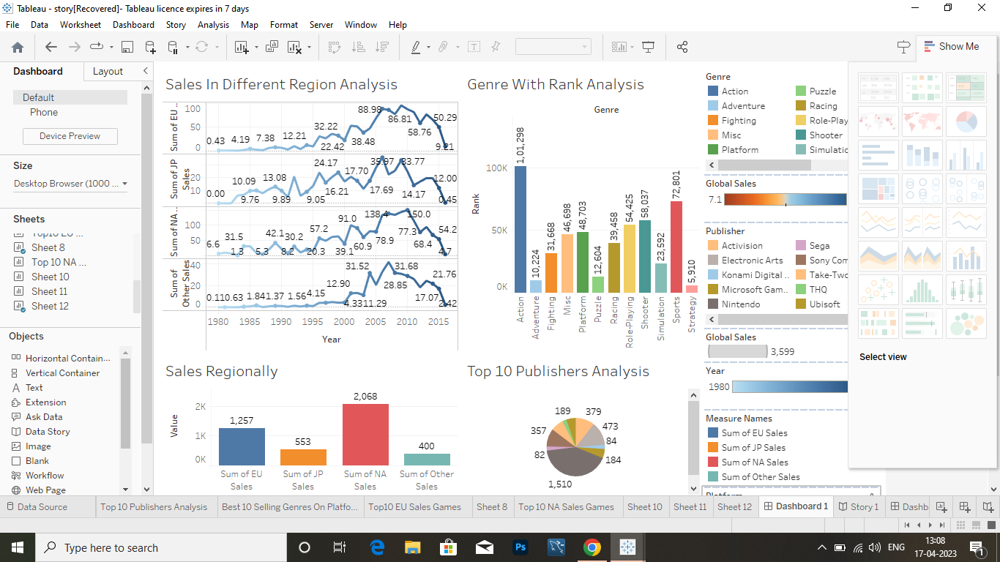 Tableau - story[Recovered]- Tableau licence expires in 7 days
File Data Worksheet Dashboard Story Analysis Map Format Server Window Help
Show Me
Dashboard Layout
Default
Phone
Device Preview
Size
Desktop Browser (1000 ...
Sheets
Top10 EU ...
Sheet 8
Top 10 NA ...
Sheet 10
Sheet 11
Sheet 12
Objects
Horizontal Contain...
Vertical Container
Text
Extension
Ask Data
Data Story
Image
Blank
Workflow
Web Page
Sales In Different Region Analysis
Sum of EU ..
100
50
0
0.43 4.19 7.38 12.21 32.22 22.42 88.98 38.48 86.81 58.76 50.29 9.21
Sum of JP
Sales
20
10
0.00 10.09 9.76 13.08 9.89 9.05 24.17 16.21 17.70 17.69 35.97 33.77 14.17 12.00 0.45
Sum of NA..
100
50
6.6 31.5 1.3 5.3 42.1 8.2 30.2 20.3 57.2 39.1 91.0 60.9 138.4 78.9 150.0 77.3 68.4 54.2 4.7
Sum of
Other Sales
40
20
0
0.11 0.63 1.84 1.37 1.56 4.15 12.90 4.33 31.52 11.29 28.85 31.68 17.07 21.76 2.42
1980 1985 1990 1995 2000 2005 2010 2015
Year
Genre With Rank Analysis
Genre
Rank
100K
50K
0K
1,01,298
10,224
31,668
46,698
48,703
12,604
39,458
54,425
58,037
23,592
72,801
5,910
Action
Adventure
Fighting
Misc
Platform
Puzzle
Racing
Role-Playing
Shooter
Simulation
Sports
Strategy
Sales Regionally
Value
2K
1K
0K
1,257
553
2,068
400
Sum of EU
Sales
Sum of JP
Sales
Sum of NA
Sales
Sum of Other
Sales
Top 10 Publishers Analysis
189
379
357
473
84
82
184
1,510
Genre
Action
Adventure
Fighting
Misc
Platform
Puzzle
Racing
Role-Play
Shooter
Simulatio
Global Sales
7.1
Publisher
Activision
Electronic Arts
Konami Digital ..
Microsoft Gam..
Nintendo
Sega
Sony Com
Take-Two
THQ
Ubisoft
Global Sales
3,599
Year
1980
Measure Names
Sum of EU Sales
Sum of JP Sales
Sum of NA Sales
Sum of Other Sales
Select view
Data Source Top 10 Publishers Analysis Best 10 Selling Genres On Platfo... Top10 EU Sales Games Sheet 8 Top 10 NA Sales Games Sheet 10 Sheet 11 Sheet 12 Dashboard 1 Story 1 Dashb
Type here to search
Ps
ENG
13:08
17-04-2023
1